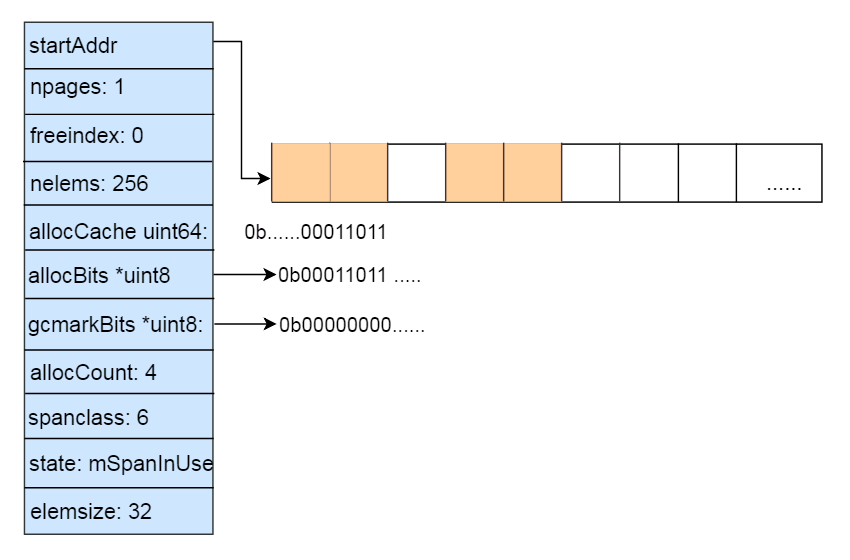 startAddr
npages: 1
freeindex: 0
nelems: 256
......
allocCache uint64: 0b......00011011
allocBits *uint8 0b00011011 .....
gcmarkBits *uint8: 0b00000000......
allocCount: 4
spanclass: 6
state: mSpanInUse
elemsize: 32